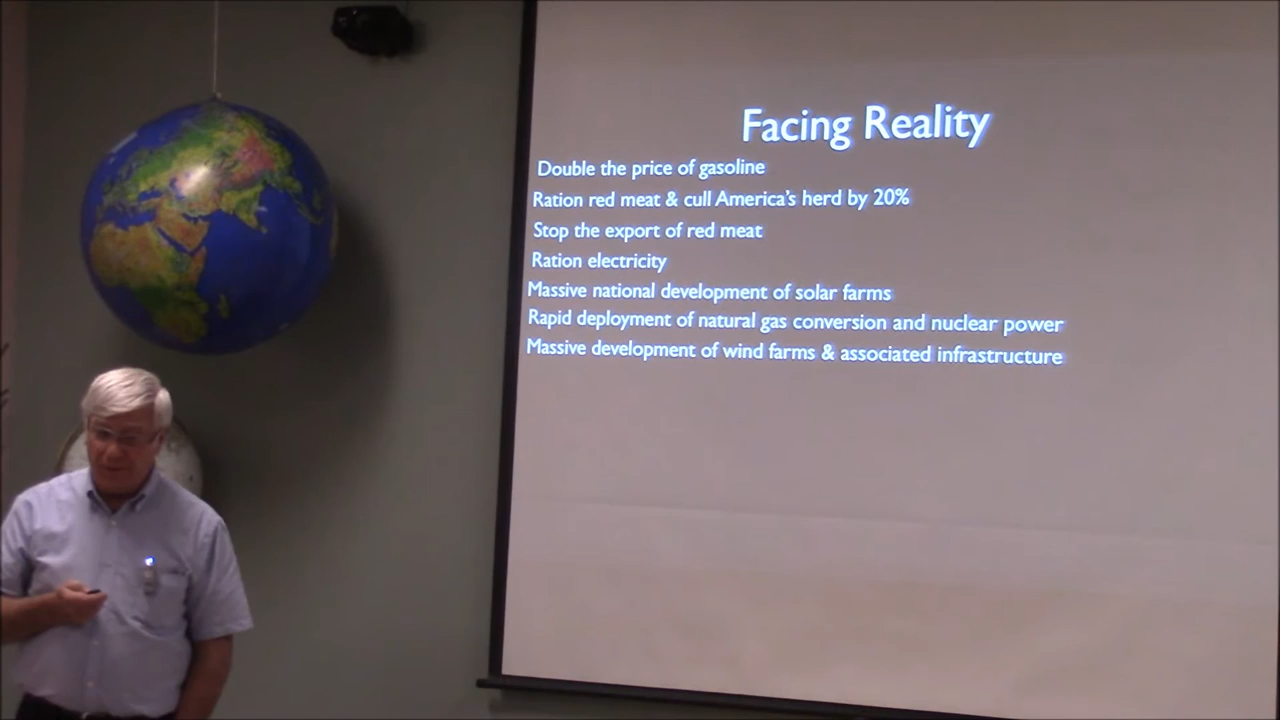 Facing Reality
Double the price of gasoline
Ration red meat & cull America's herd by 20%
Stop the export of red meat
Ration electricity
Massive national development of solar farms
Rapid deployment of natural gas conversion and nuclear power
Massive development of wind farms & associated infrastructure